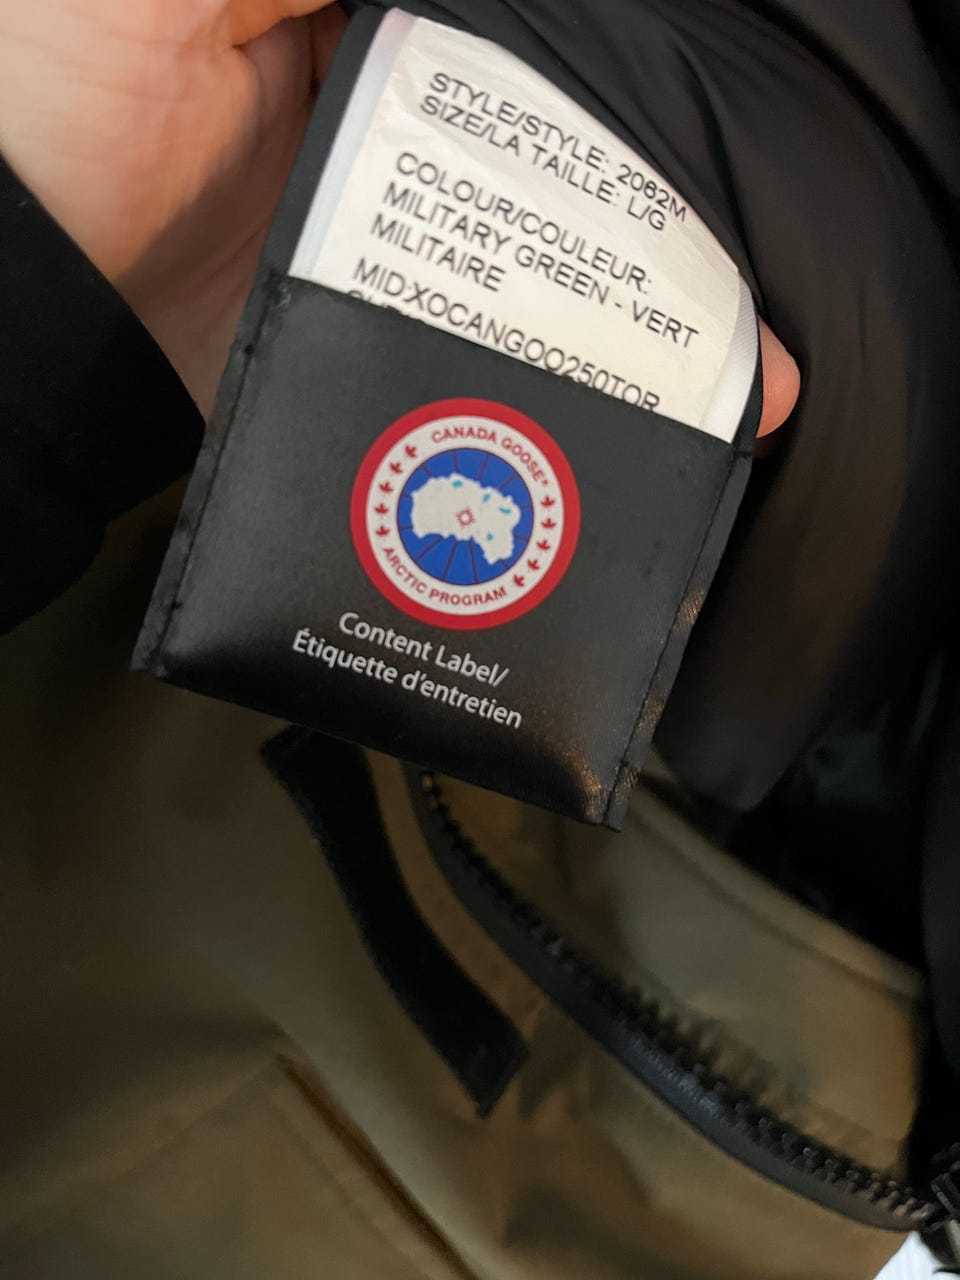 STYLE/STYLE: 2062M
SIZE/LA TAILLE: L/G
COLOUR/COULEUR:
MILITARY GREEN - VERT
MILITAIRE
MID:XOCANGOO250TOR
CANADA GOOSE®
ARCTIC PROGRAM
Content Label/
Étiquette d'entretien